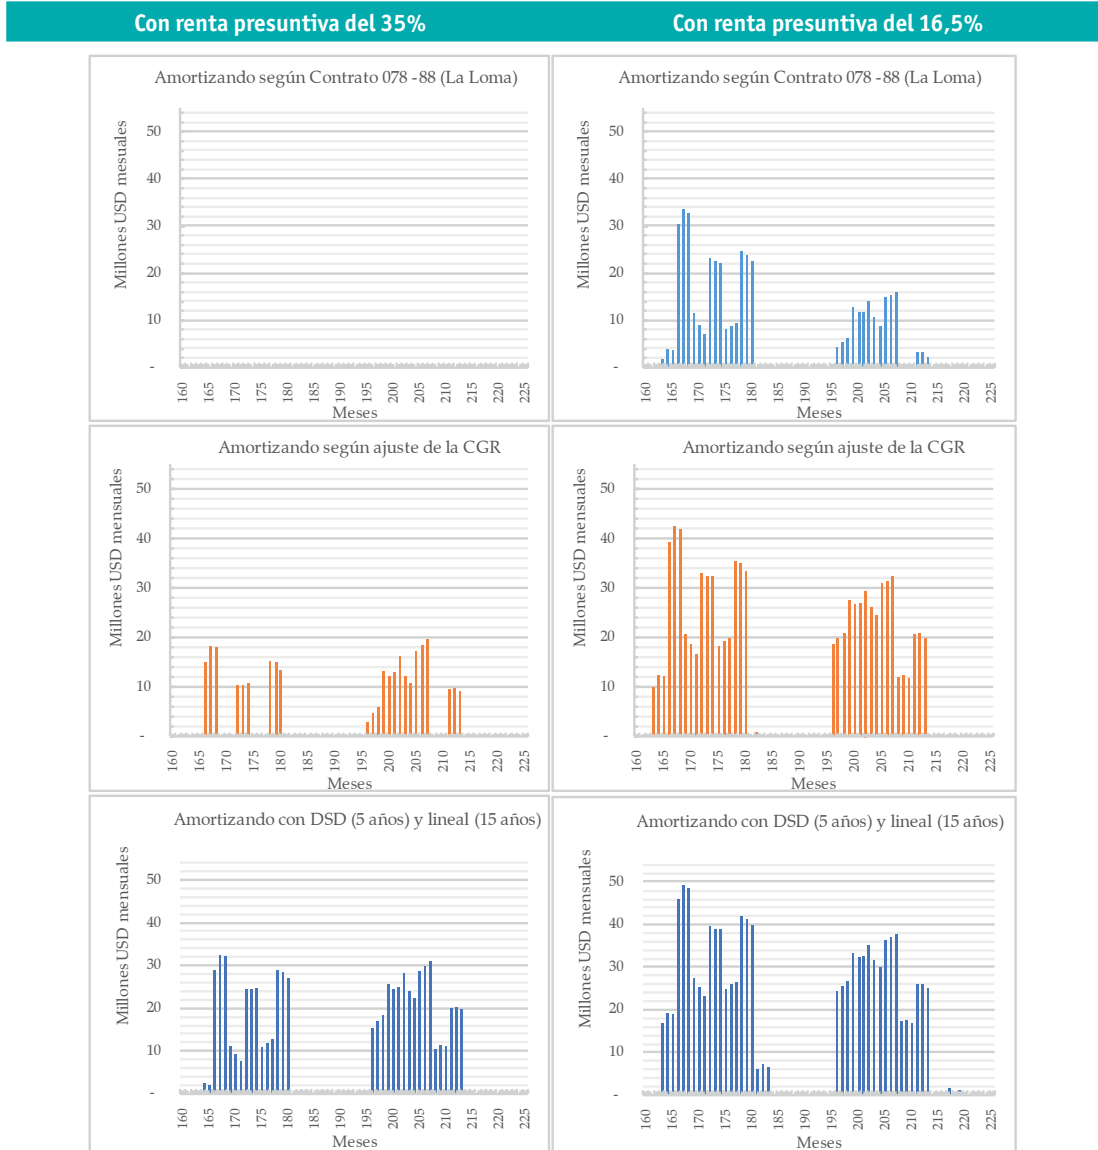 Con renta presuntiva del 35%
Con renta presuntiva del 16,5%
Amortizando según Contrato 078 -88 (La Loma)
Millones USD mesuales
50
40
30
20
10
-
160 165 170 175 180 185 190 195 200 205 210 215 220 225
Meses
Amortizando según Contrato 078 -88 (La Loma)
Millones USD mensuales
50
40
30
20
10
-
160 165 170 175 180 185 190 195 200 205 210 215 220 225
Meses
Amortizando según ajuste de la CGR
Millones USD mensuales
50
40
30
20
10
-
160 165 170 175 180 185 190 195 200 205 210 215 220 225
Meses
Amortizando según ajuste de la CGR
Millones USD mensuales
50
40
30
20
10
-
160 165 170 175 180 185 190 195 200 205 210 215 220 225
Meses
Amortizando con DSD (5 años) y lineal (15 años)
Millones USD mensuales
50
40
30
20
10
-
160 165 170 175 180 185 190 195 200 205 210 215 220 225
Meses
Amortizando con DSD (5 años) y lineal (15 años)
Millones USD mensuales
50
40
30
20
10
-
160 165 170 175 180 185 190 195 200 205 210 215 220 225
Meses